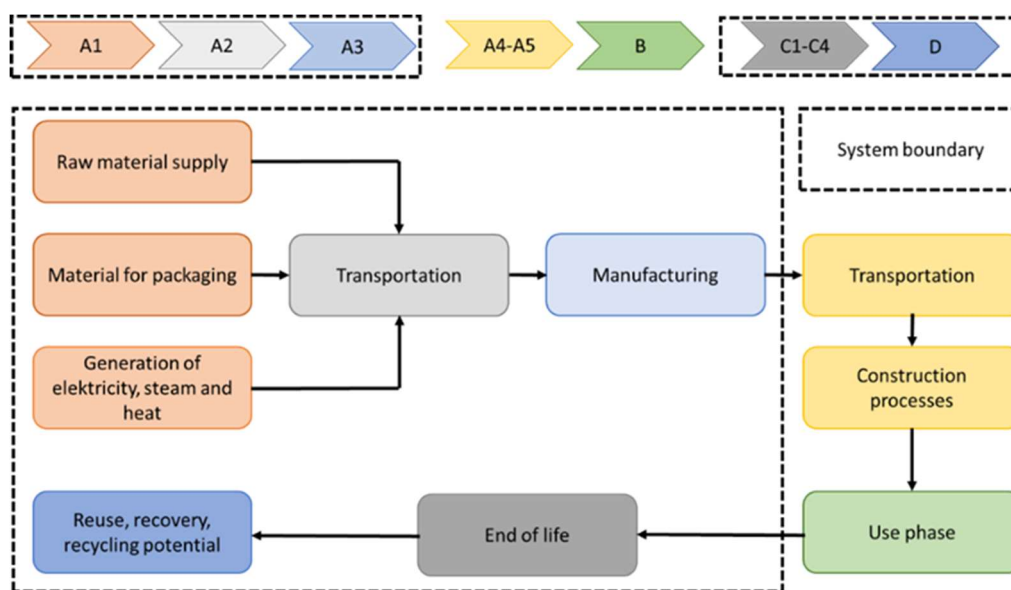 A1
A2
A3
A4-A5
B
C1-C4
D
Raw material supply
System boundary
Material for packaging
Transportation
Manufacturing
Transportation
Generation of
elektricity, steam and
heat
Construction
processes
Reuse, recovery,
recycling potential
End of life
Use phase